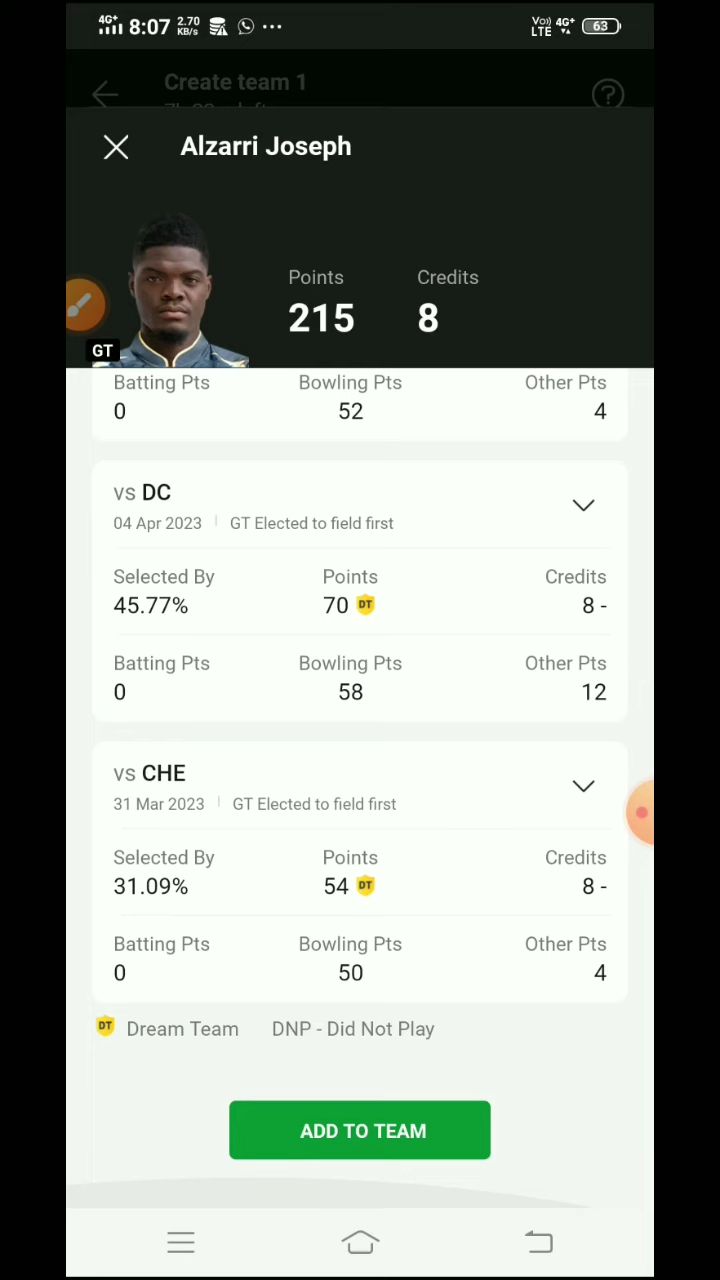 4G+ 8:07 2.70 KB/s ... Vo) LTE 4G+ 63
Create team 1
Alzarri Joseph
Points Credits
215 8
GT
Batting Pts Bowling Pts Other Pts
0 52 4
vs DC
04 Apr 2023 | GT Elected to field first
Selected By Points Credits
45.77% 70 DT 8 -
Batting Pts Bowling Pts Other Pts
0 58 12
vs CHE
31 Mar 2023 | GT Elected to field first
Selected By Points Credits
31.09% 54 DT 8 -
Batting Pts Bowling Pts Other Pts
0 50 4
DT Dream Team DNP - Did Not Play
ADD TO TEAM